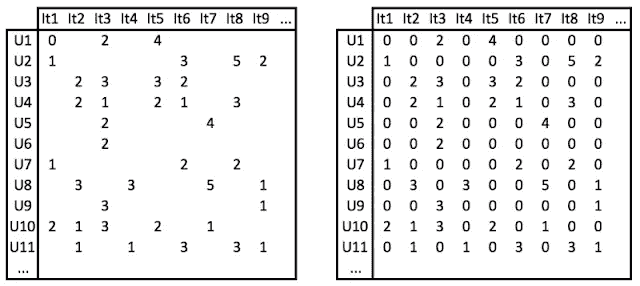 It1 It2 It3 It4 It5 It6 It7 It8 It9 ...
U1 0 2 4
U2 1 3 5 2
U3 2 3 3 2
U4 2 1 2 1 3
U5 2 4
U6 2
U7 1 2 2
U8 3 3 5 1
U9 3 1
U10 2 1 3 2 1
U11 1 1 3 3 1
...
It1 It2 It3 It4 It5 It6 It7 It8 It9 ...
U1 0 0 2 0 4 0 0 0 0
U2 1 0 0 0 0 3 0 5 2
U3 0 2 3 0 3 2 0 0 0
U4 0 2 1 0 2 1 0 3 0
U5 0 0 2 0 0 0 4 0 0
U6 0 0 2 0 0 0 0 0 0
U7 1 0 0 0 0 2 0 2 0
U8 0 3 0 3 0 0 5 0 1
U9 0 0 3 0 0 0 0 0 1
U10 2 1 3 0 2 0 1 0 0
U11 0 1 0 1 0 3 0 3 1
...